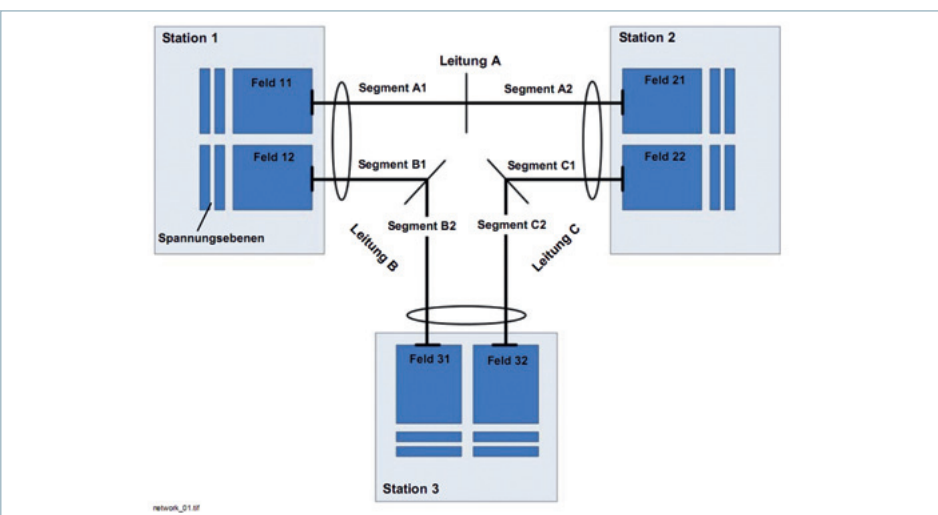 Station 1
Station 2
Leitung A
Feld 11
Segment A1
Segment A2
Feld 21
Feld 12
Segment B1
Segment C1
Feld 22
Segment B2
Segment C2
Spannungsebenen
Leitung B
Leitung C
Feld 31
Feld 32
Station 3
network_01.tif